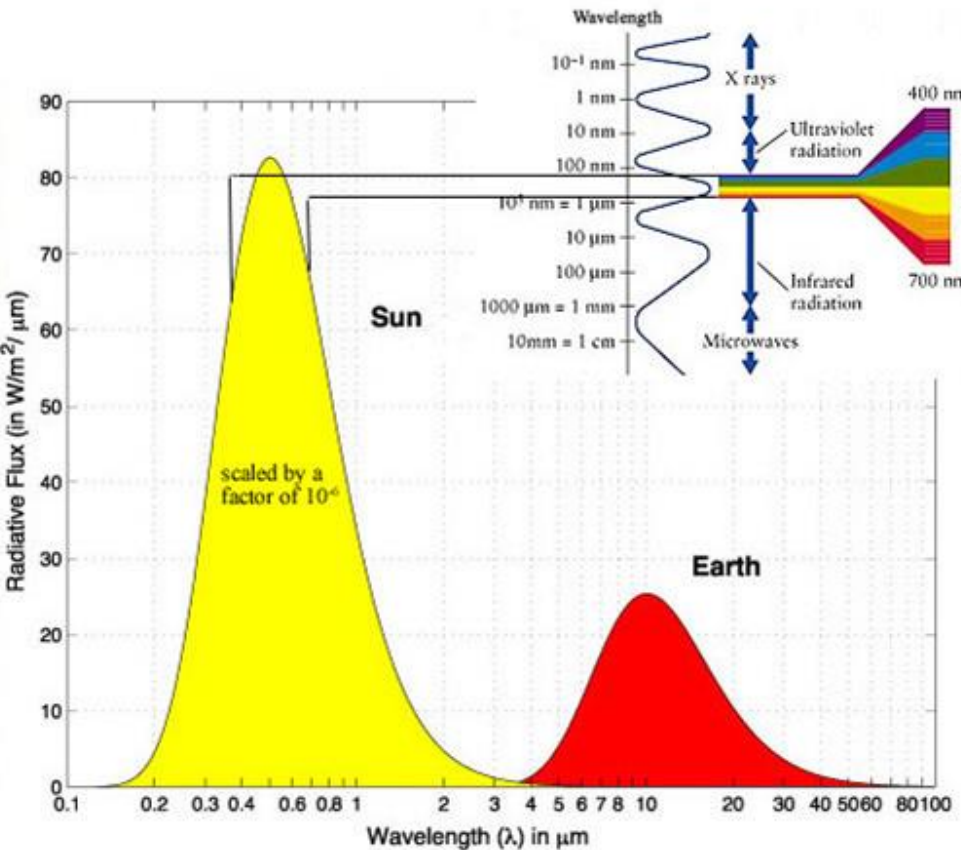 Wavelength
10⁻¹ nm
1 nm
10 nm
100 nm
10³ nm = 1 µm
10 µm
100 µm
1000 µm = 1 mm
10mm = 1 cm
X rays
Ultraviolet
radiation
Infrared
radiation
Microwaves
400 nm
700 nm
90
80
70
60
50
40
30
20
10
0
Radiative Flux (in W/m²/ µm)
Sun
scaled by a
factor of 10⁻⁶
Earth
0.1 0.2 0.3 0.4 0.6 0.8 1 2 3 4 5 6 7 8 10 20 30 40 50 60 80 100
Wavelength (λ) in µm